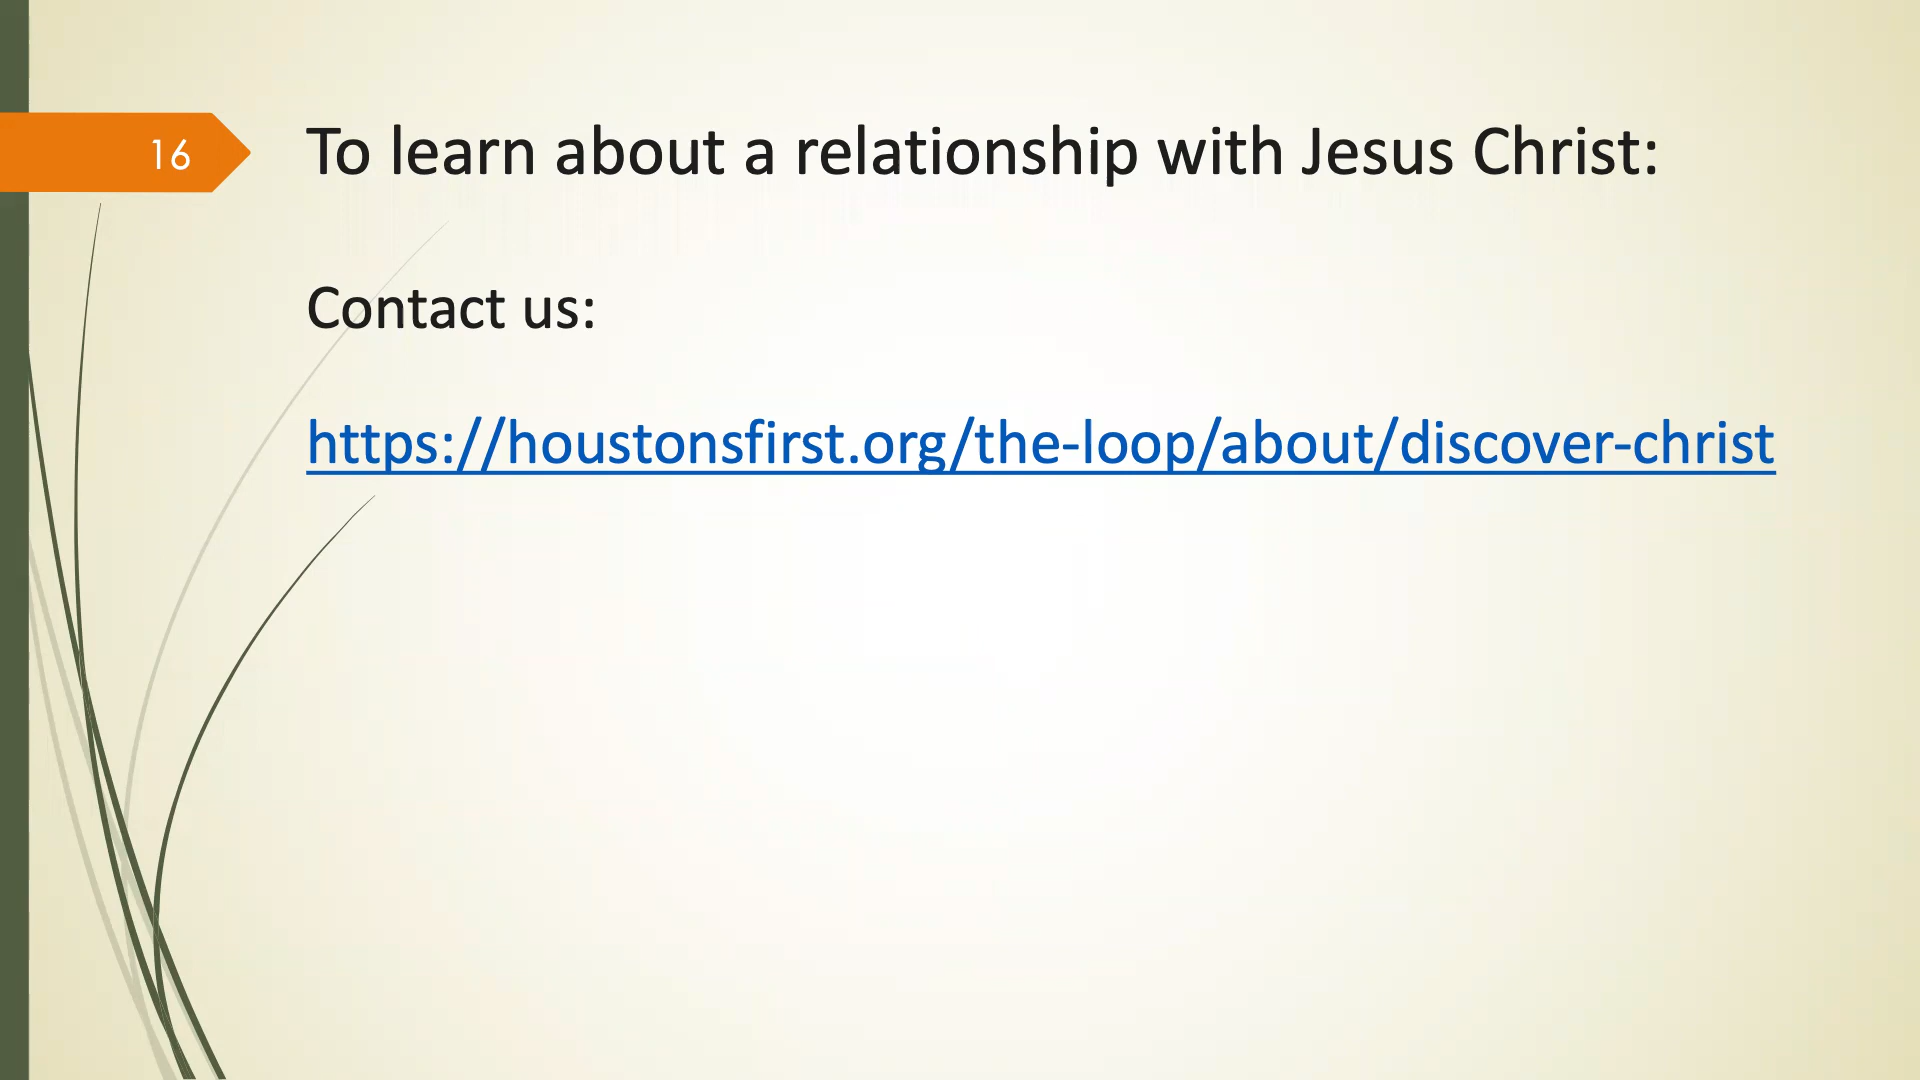 16
To learn about a relationship with Jesus Christ:
Contact us:
https://houstonsfirst.org/the-loop/about/discover-christ